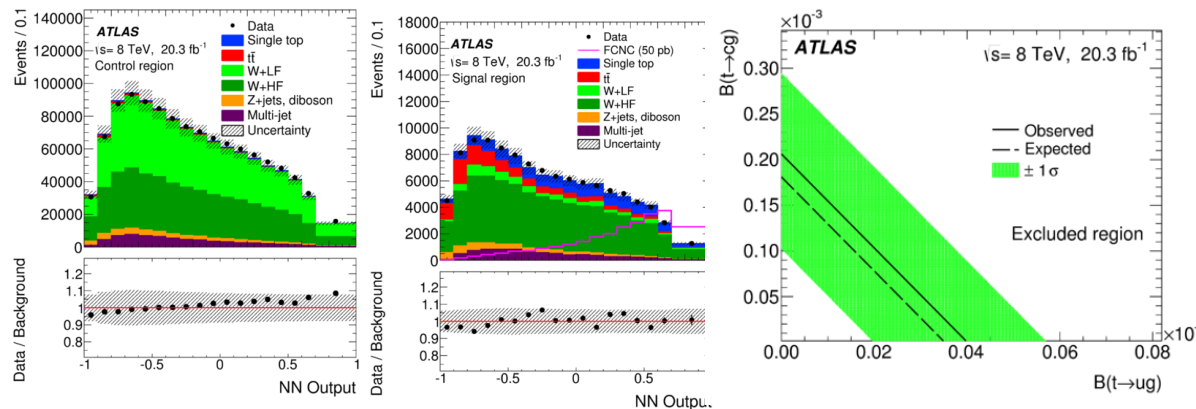 Events / 0.1
140000
120000
100000
80000
60000
40000
20000
0
ATLAS
√s= 8 TeV, 20.3 fb⁻¹
Control region
Data
Single top
tt̄
W+LF
W+HF
Z+jets, diboson
Multi-jet
Uncertainty
Data / Background
1.2
1.1
1.0
0.9
0.8
-1
-0.5
0
0.5
1
NN Output
Events / 0.1
18000
16000
14000
12000
10000
8000
6000
4000
2000
0
ATLAS
√s= 8 TeV, 20.3 fb⁻¹
Signal region
Data
FCNC (50 pb)
Single top
tt̄
W+LF
W+HF
Z+jets, diboson
Multi-jet
Uncertainty
Data / Background
1.2
1.1
1.0
0.9
0.8
-1
-0.5
0
0.5
NN Outpu
×10⁻³
B(t→cg)
0.30
0.25
0.20
0.15
0.10
0.05
ATLAS
√s= 8 TeV, 20.3 fb⁻¹
Observed
Expected
± 1σ
Excluded region
0.00
0.02
0.04
0.06
0.08
×10
B(t→ug)